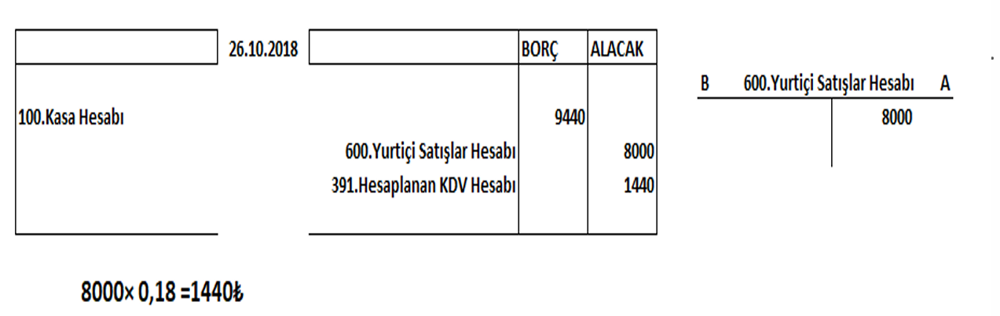 26.10.2018 BORÇ ALACAK
B 600.Yurtiçi Satışlar Hesabı A
100.Kasa Hesabı 9440 8000
600.Yurtiçi Satışlar Hesabı 8000
391.Hesaplanan KDV Hesabı 1440
8000× 0,18 =1440₺